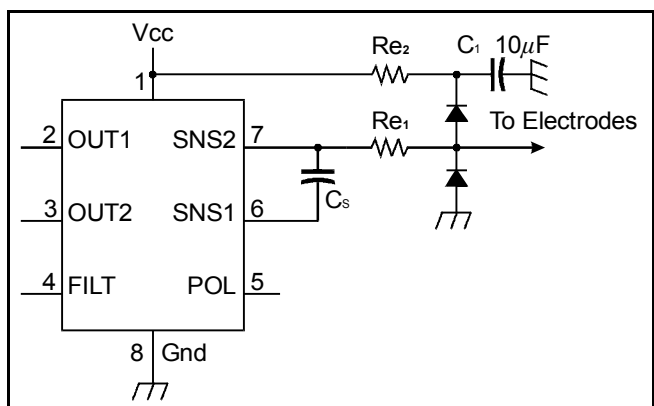 Vcc
Re₂
C₁ 10µF
1
Re₁
To Electrodes
2 OUT1 SNS2 7
Cs
3 OUT2 SNS1 6
4 FILT POL 5
8 Gnd